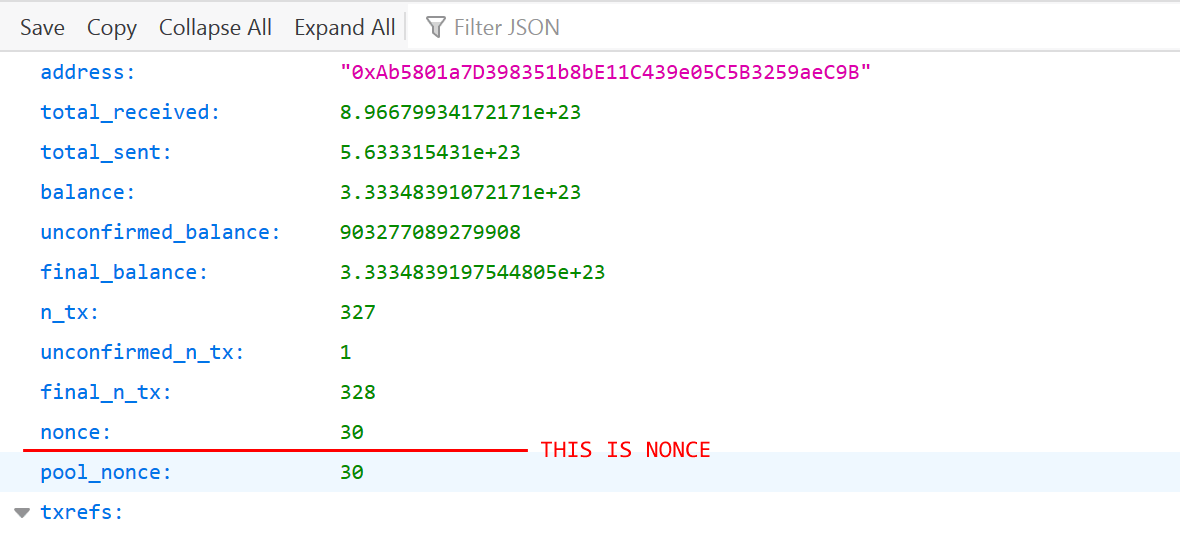 Save Copy Collapse All Expand All Filter JSON
address: "0xAb5801a7D398351b8bE11C439e05C5B3259aeC9B"
total_received: 8.96679934172171e+23
total_sent: 5.633315431e+23
balance: 3.33348391072171e+23
unconfirmed_balance: 903277089279908
final_balance: 3.3334839197544805e+23
n_tx: 327
unconfirmed_n_tx: 1
final_n_tx: 328
nonce: 30
THIS IS NONCE
pool_nonce: 30
txrefs: